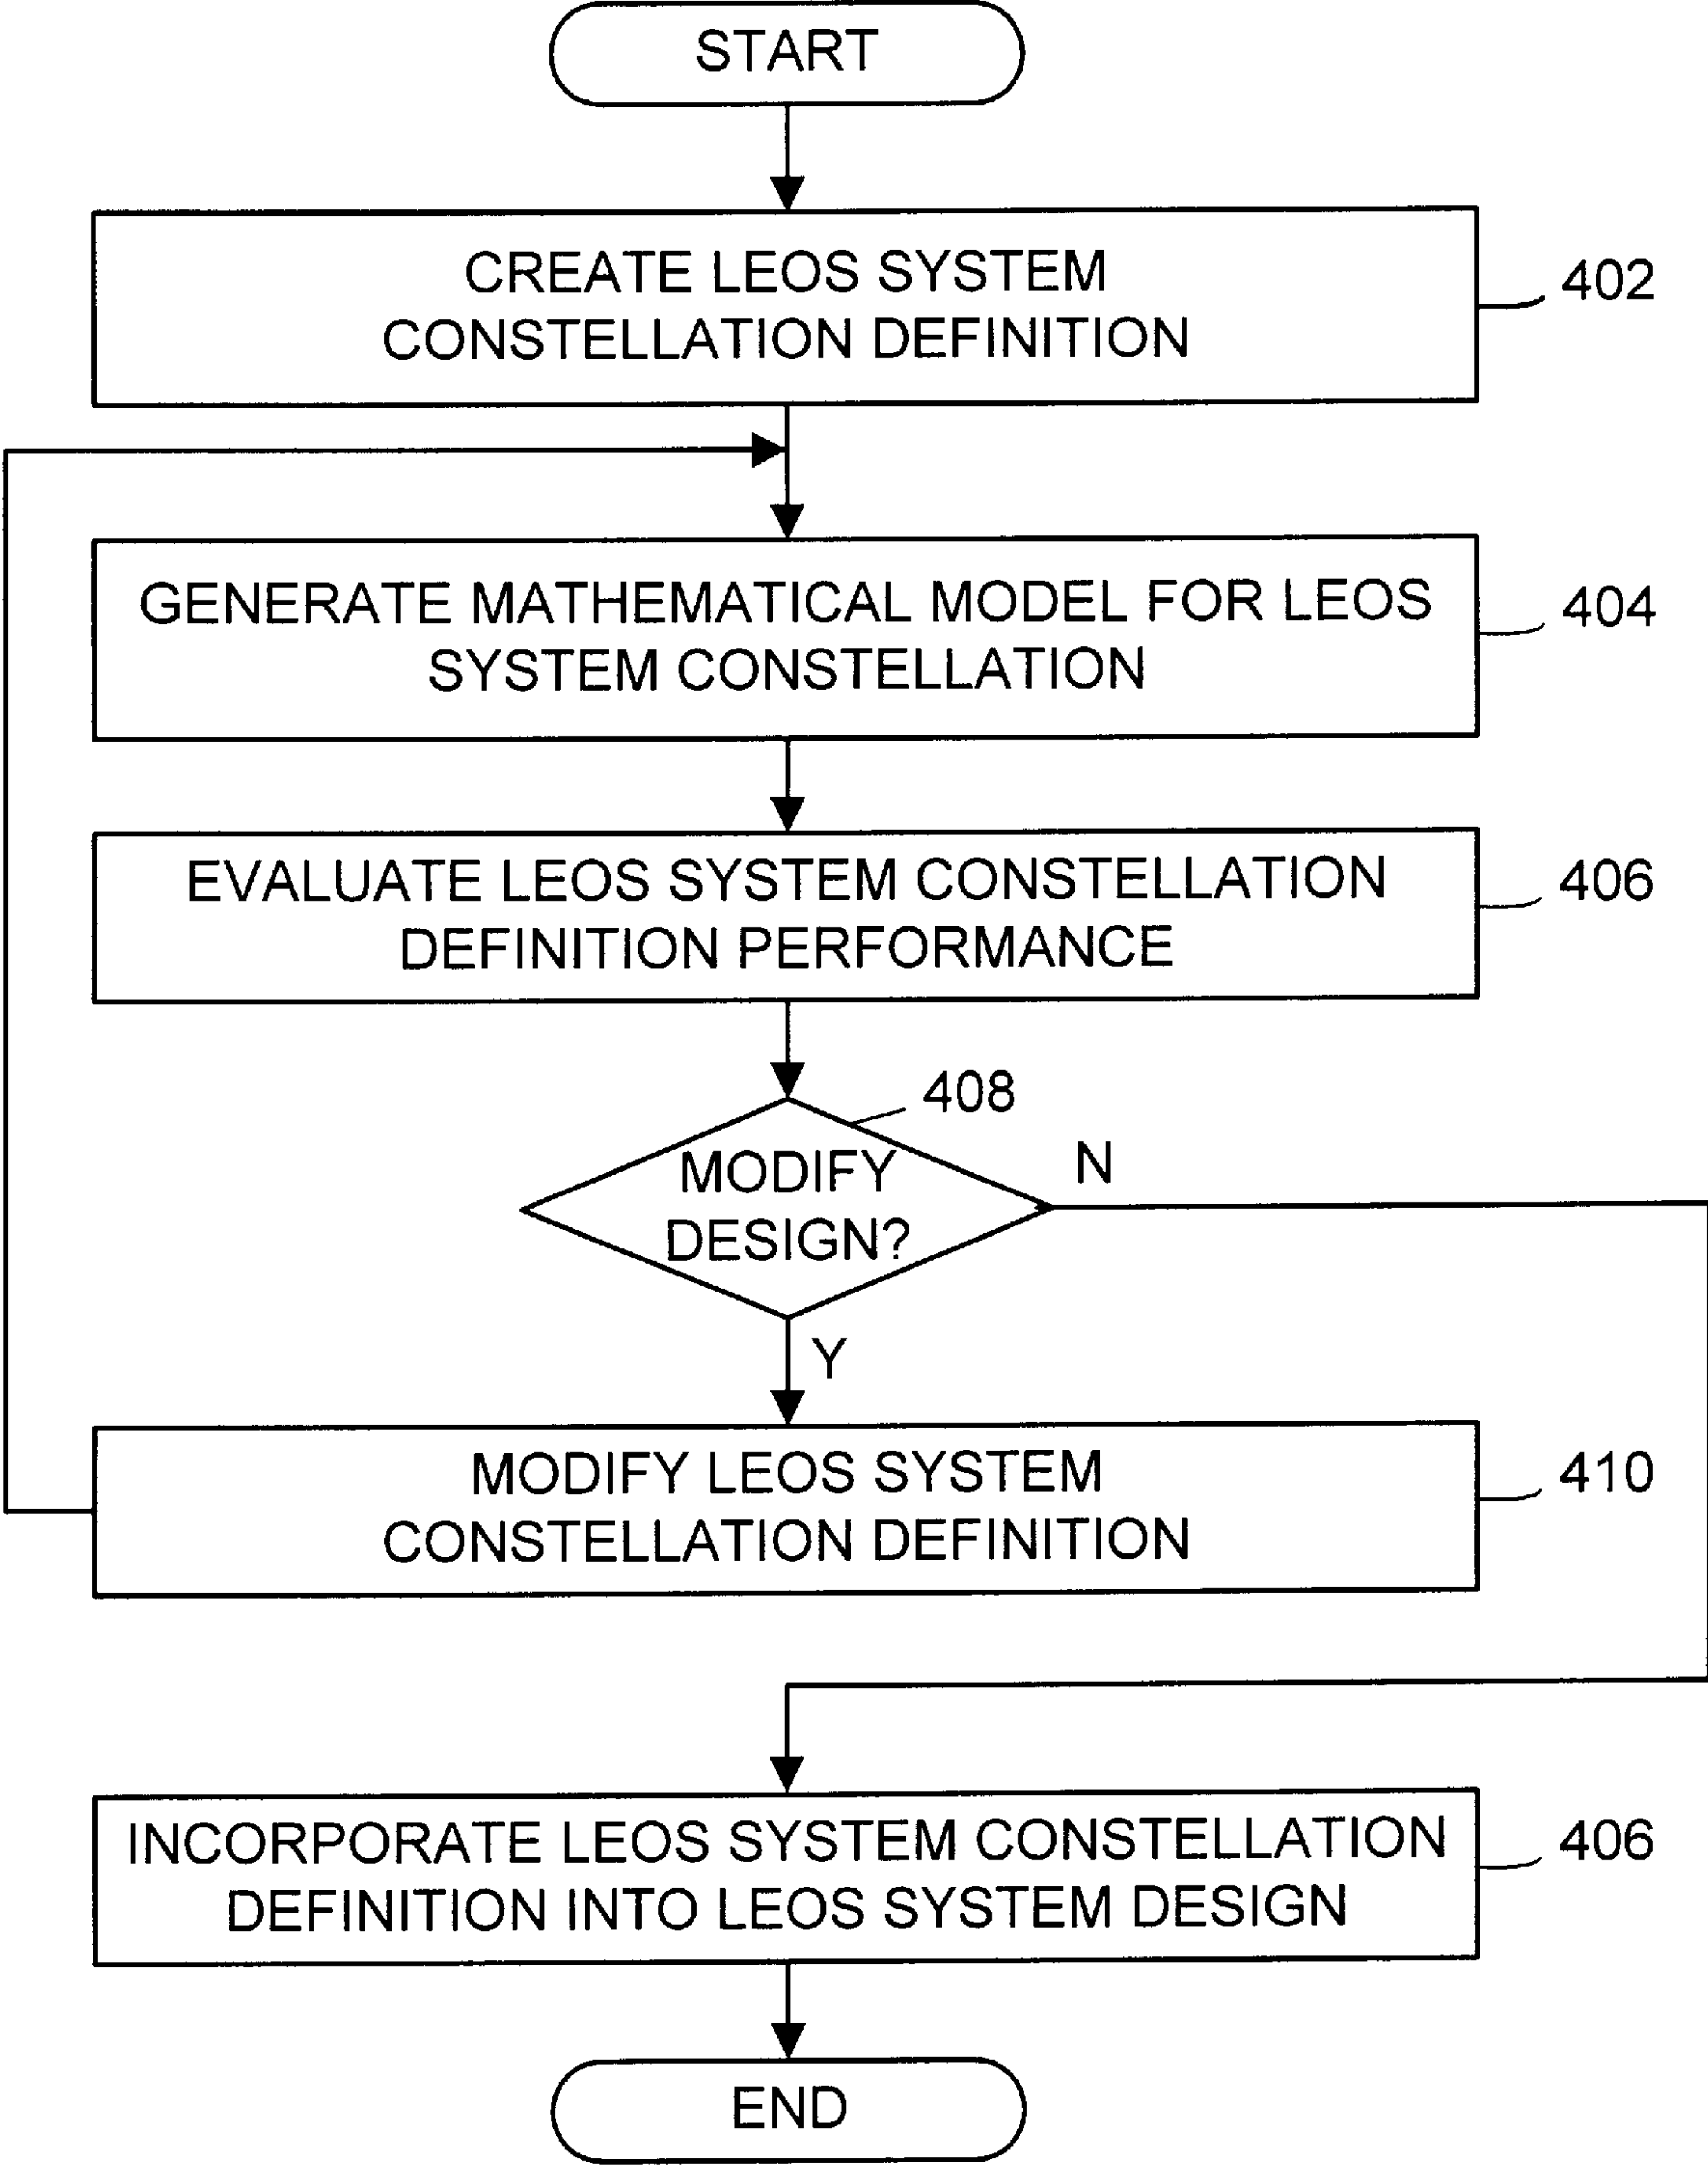 START
CREATE LEOS SYSTEM
CONSTELLATION DEFINITION
402
GENERATE MATHEMATICAL MODEL FOR LEOS
SYSTEM CONSTELLATION
404
EVALUATE LEOS SYSTEM CONSTELLATION
DEFINITION PERFORMANCE
406
408
MODIFY
DESIGN?
N
Y
MODIFY LEOS SYSTEM
CONSTELLATION DEFINITION
410
INCORPORATE LEOS SYSTEM CONSTELLATION
DEFINITION INTO LEOS SYSTEM DESIGN
406
END